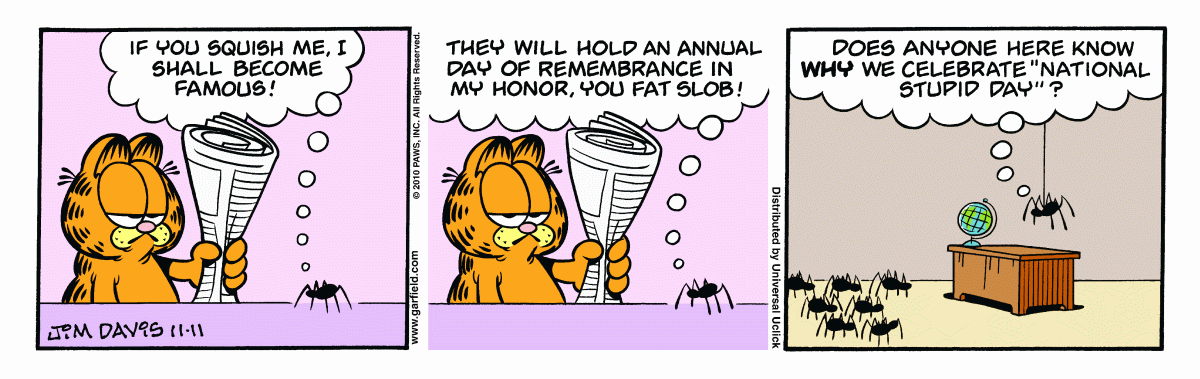 IF YOU SQUISH ME, I
SHALL BECOME
FAMOUS!
JIM DAVIS 11-11
© 2010 PAWS, INC. All Rights Reserved.
www.garfield.com
THEY WILL HOLD AN ANNUAL
DAY OF REMEMBRANCE IN
MY HONOR, YOU FAT SLOB!
Distributed by Universal Uclick
DOES ANYONE HERE KNOW
WHY WE CELEBRATE "NATIONAL
STUPID DAY"?